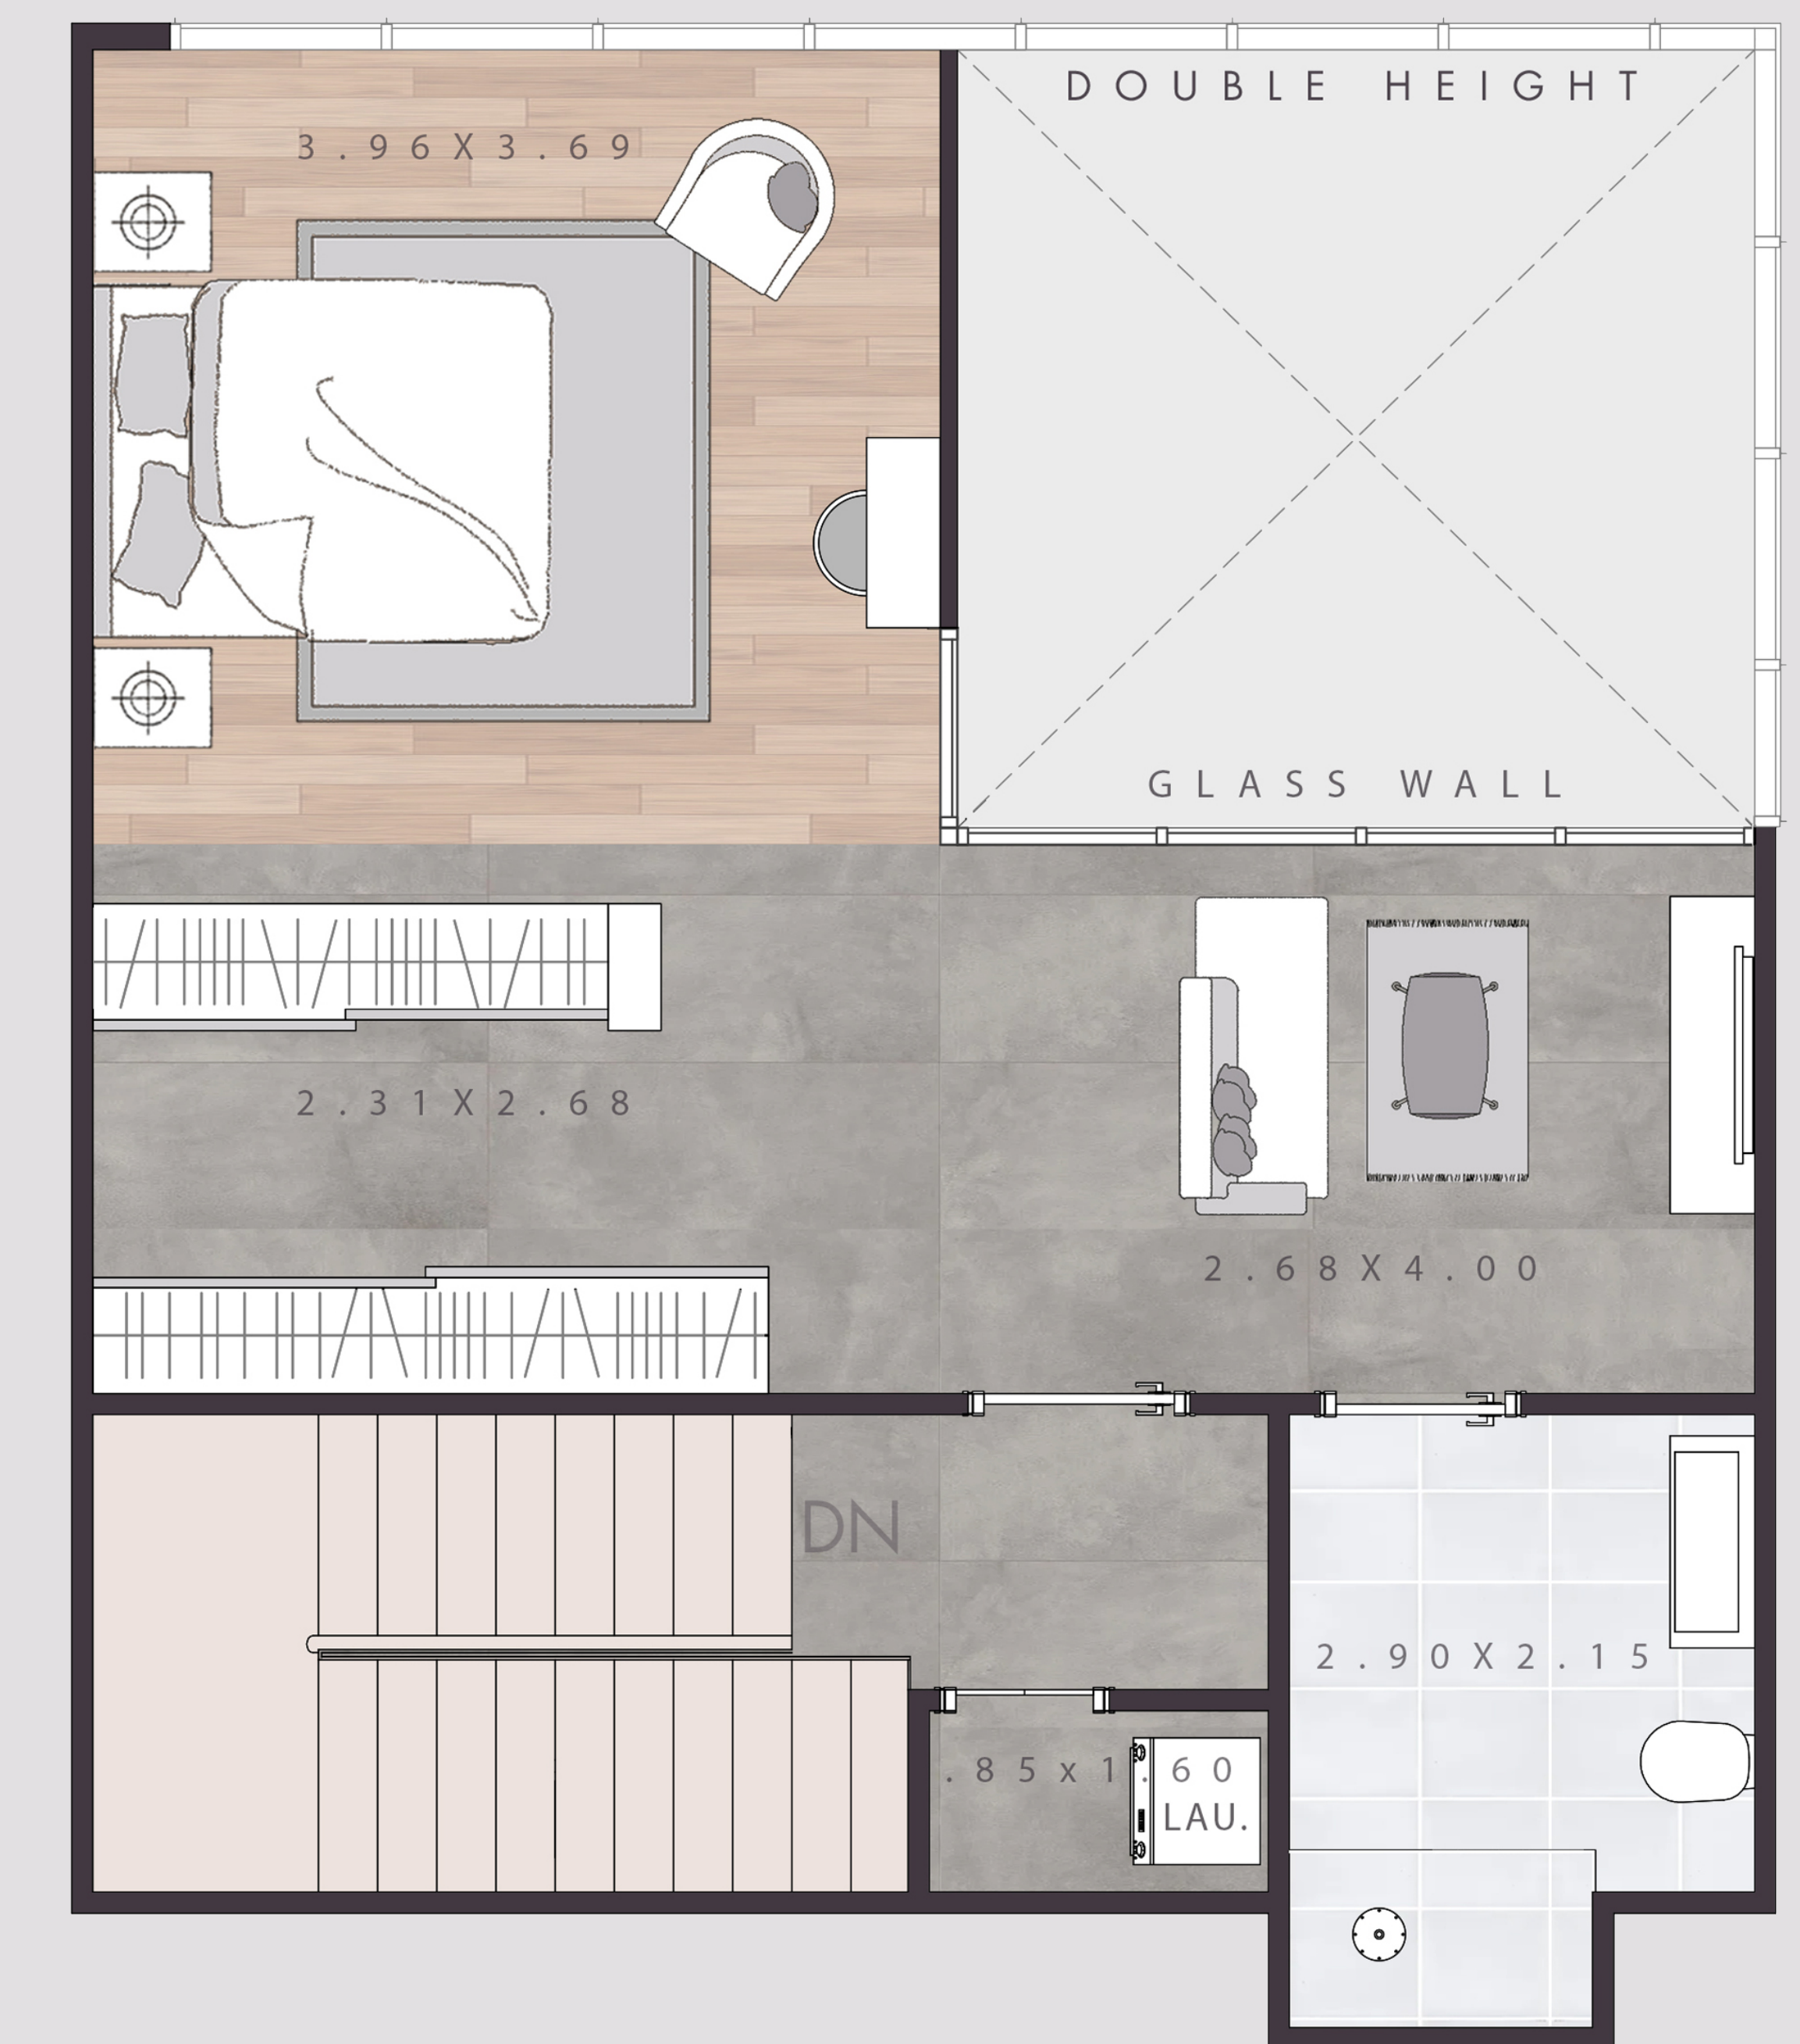 DOUBLE HEIGHT
3.96X3.69
GLASS WALL
2.31X2.68
2.68X4.00
DN
2.90X2.15
.85x1.60
LAU.